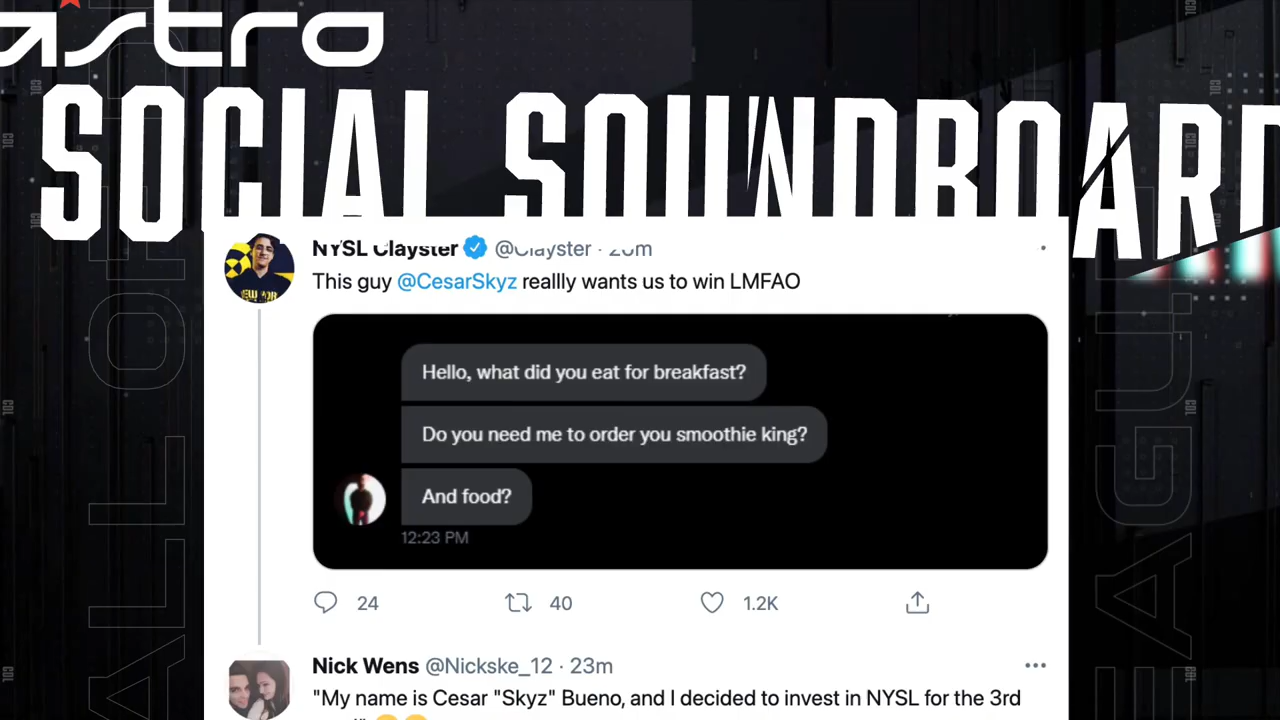 astro
SOCIAL SOUNDBOARD
NYSL Clayster @Clayster · 20m
This guy @CesarSkyz reallly wants us to win LMFAO
Hello, what did you eat for breakfast?
Do you need me to order you smoothie king?
And food?
12:23 PM
24 40 1.2K
Nick Wens @Nickske_12 · 23m
"My name is Cesar "Skyz" Bueno, and I decided to invest in NYSL for the 3rd